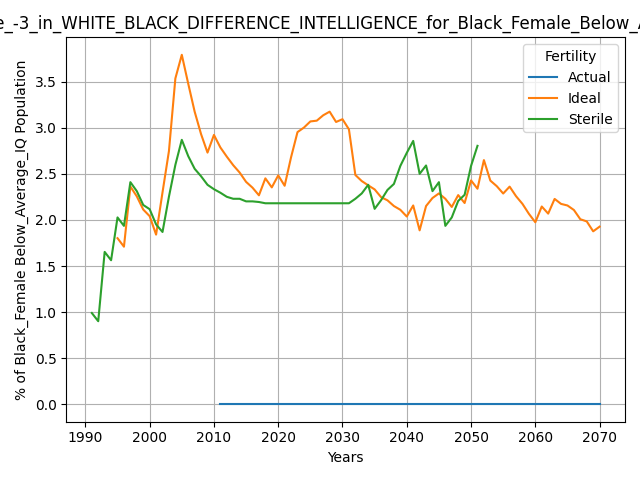 e_-3_in_WHITE_BLACK_DIFFERENCE_INTELLIGENCE_for_Black_Female_Below_A
Fertility
Actual
Ideal
Sterile
% of Black_Female Below_Average_IQ Population
3.5
3.0
2.5
2.0
1.5
1.0
0.5
0.0
1990 2000 2010 2020 2030 2040 2050 2060 2070
Years